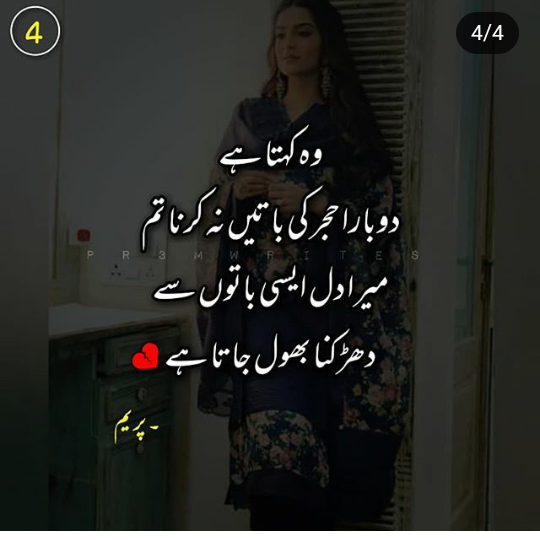 4
4/4
وہ کہتا ہے
دوبارا حجر کی باتیں نہ کرنا تم
P R 3 M W R I T E S
میرا دل ایسی باتوں سے
دھڑکنا بھول جاتا ہے 💔
۔پریم